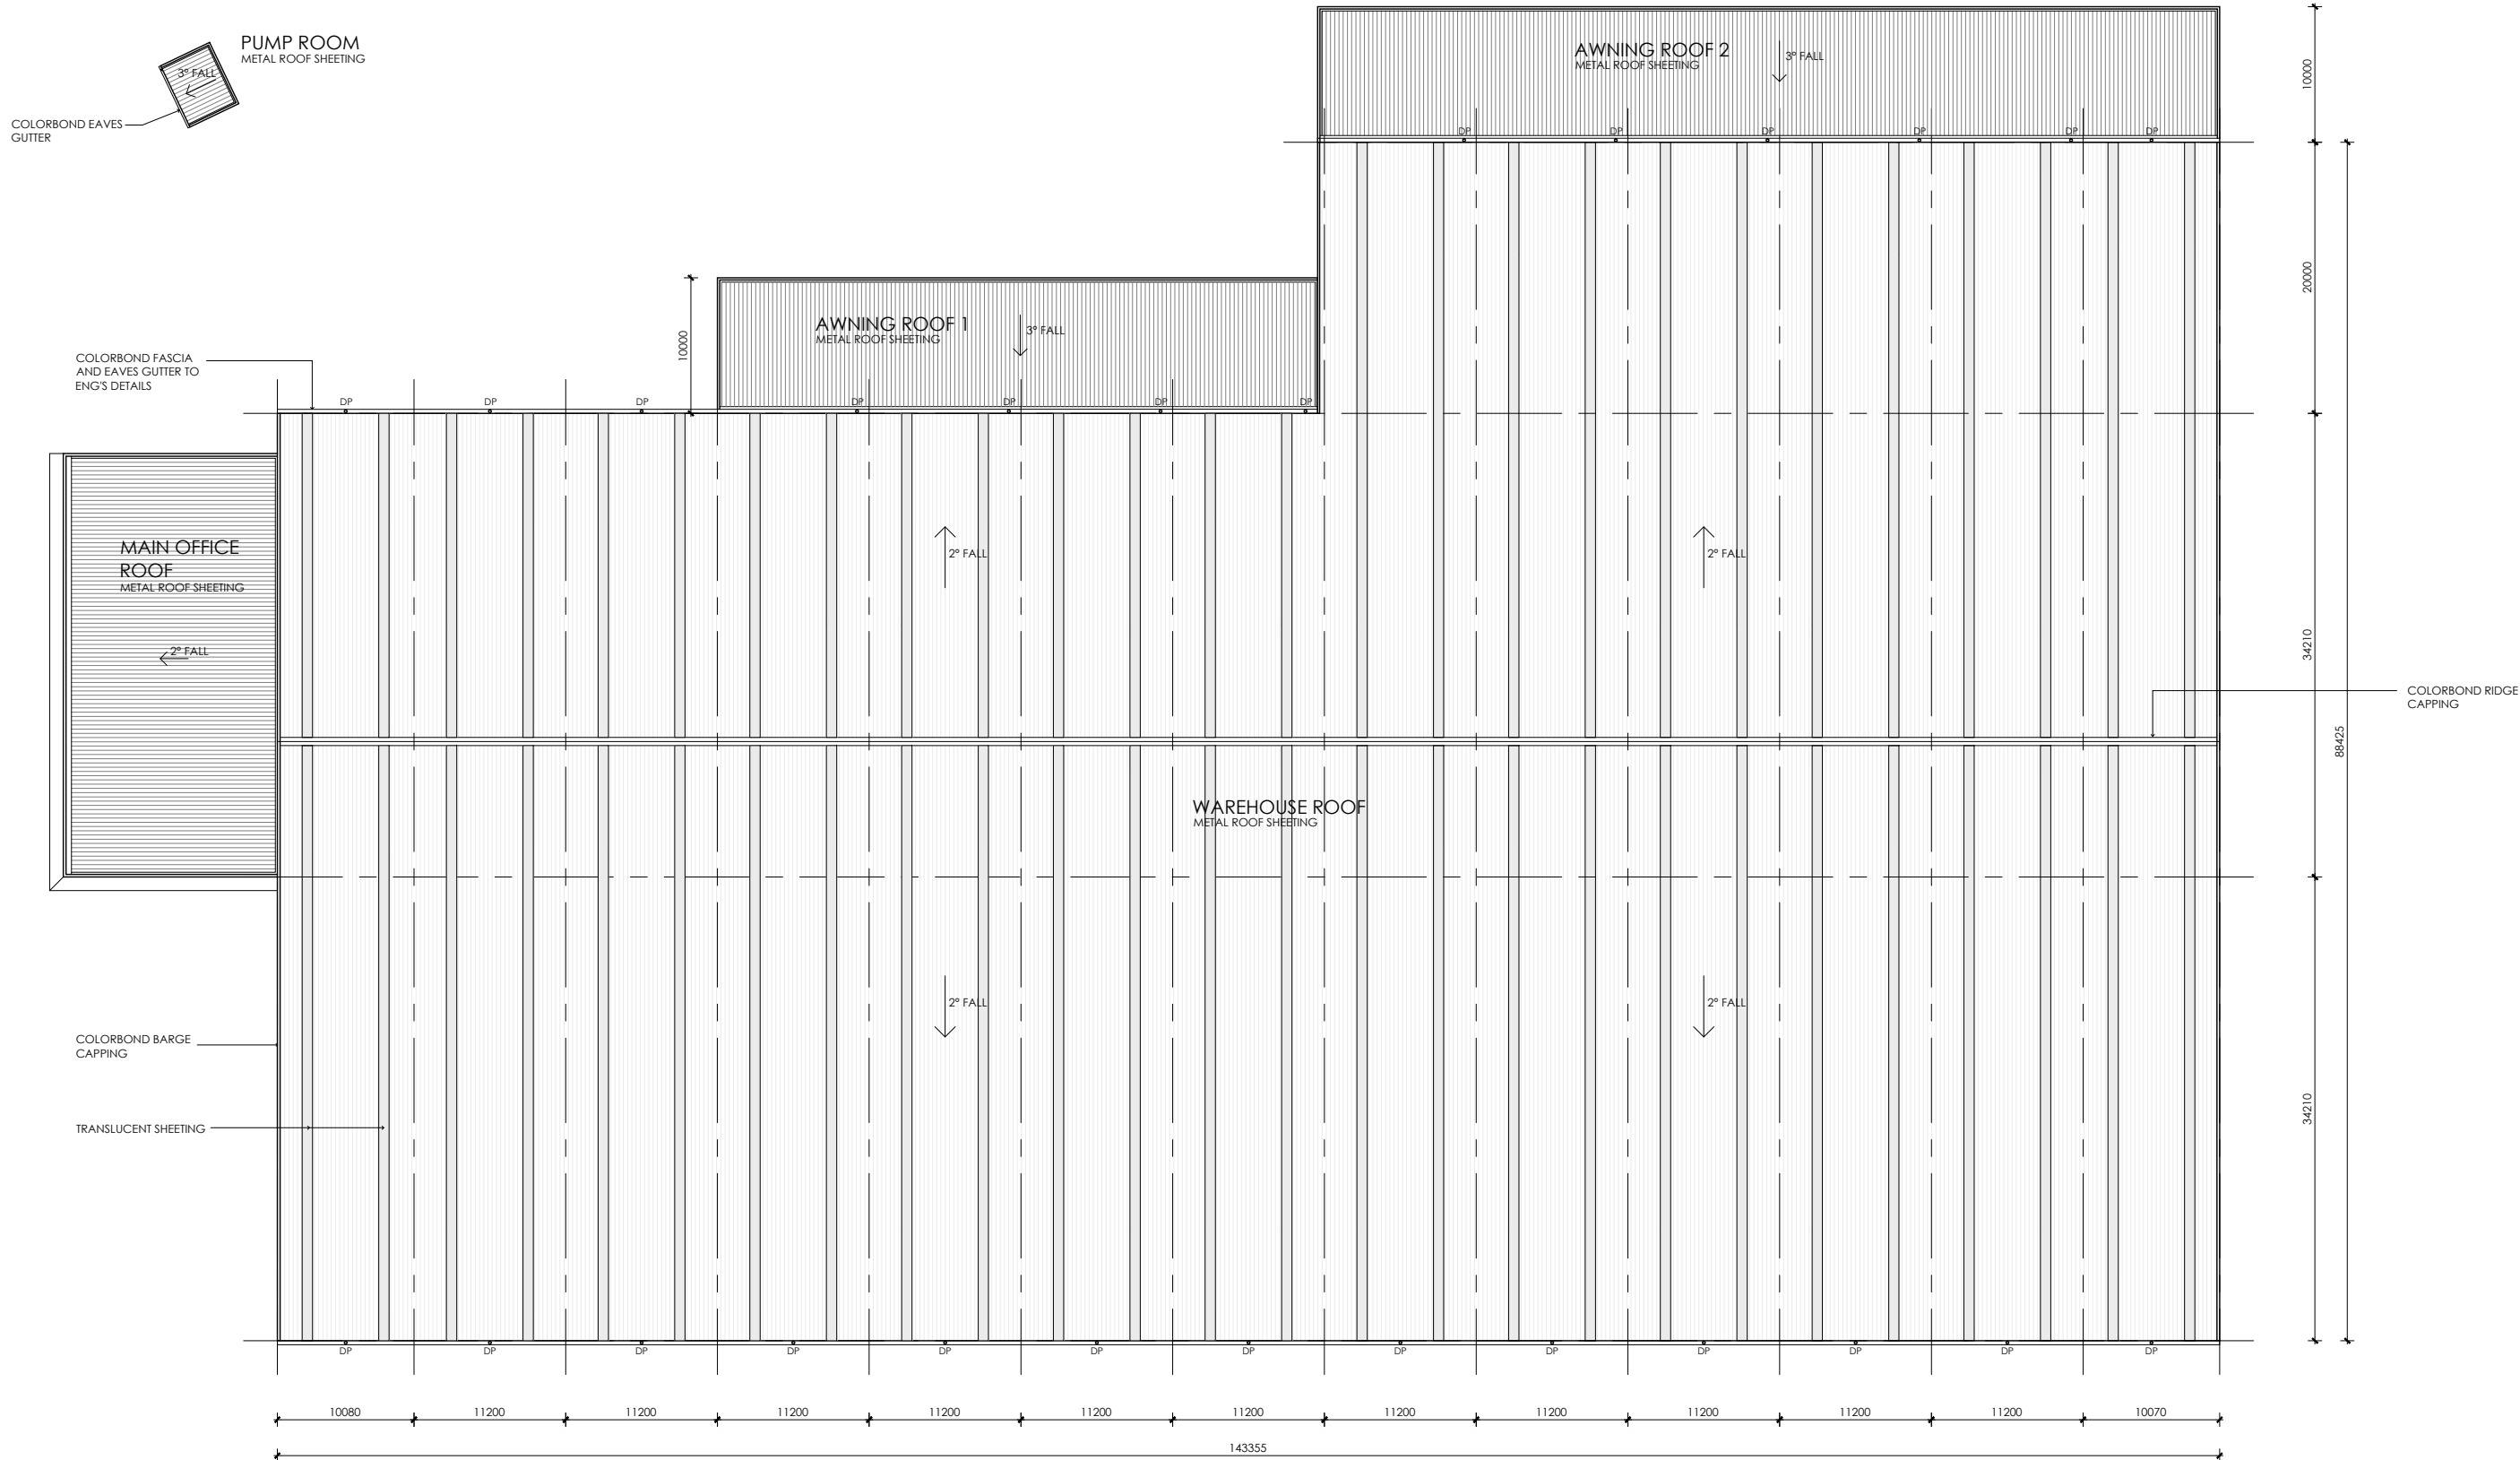 PUMP ROOM
METAL ROOF SHEETING
3° FALL
COLORBOND EAVES
GUTTER
AWNING ROOF 2
METAL ROOF SHEETING
3° FALL
10000
DP
DP
DP
DP
DP
DP
20000
AWNING ROOF 1
METAL ROOF SHEETING
3° FALL
10000
COLORBOND FASCIA
AND EAVES GUTTER TO
ENG'S DETAILS
DP
DP
DP
DP
DP
DP
DP
MAIN OFFICE
ROOF
METAL ROOF SHEETING
2° FALL
2° FALL
2° FALL
34210
COLORBOND RIDGE
CAPPING
88425
WAREHOUSE ROOF
METAL ROOF SHEETING
2° FALL
2° FALL
COLORBOND BARGE
CAPPING
TRANSLUCENT SHEETING
34210
DP
DP
DP
DP
DP
DP
DP
DP
DP
DP
DP
DP
DP
10080
11200
11200
11200
11200
11200
11200
11200
11200
11200
11200
11200
10070
143355